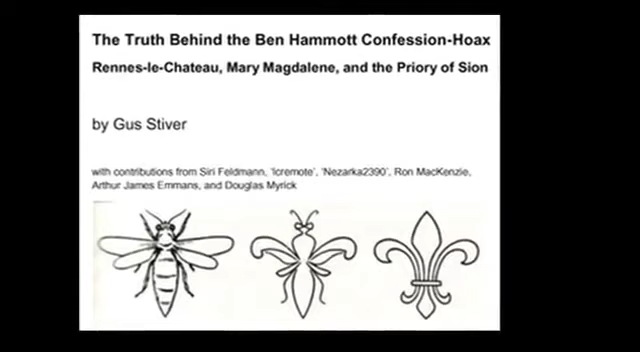 The Truth Behind the Ben Hammott Confession-Hoax
Rennes-le-Chateau, Mary Magdalene, and the Priory of Sion
by Gus Stiver
with contributions from Siri Feldmann, 'Icremote', 'Nezarka2390', Ron MacKenzie,
Arthur James Emmans, and Douglas Myrick